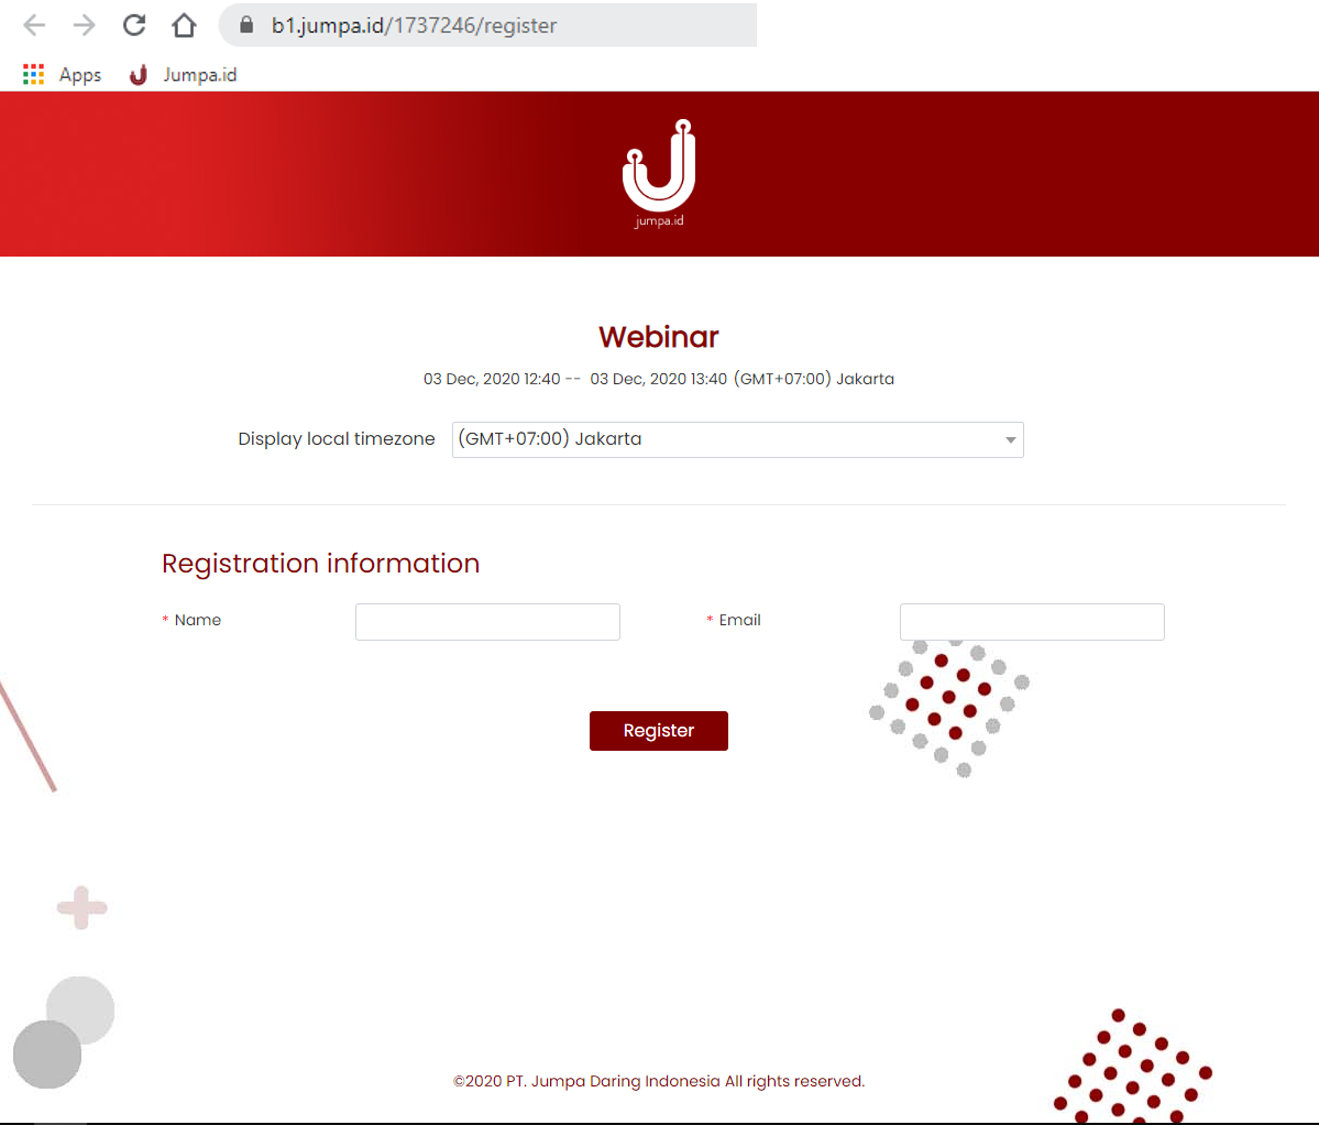 b1.jumpa.id/1737246/register
Apps Jumpa.id
jumpa.id
Webinar
03 Dec, 2020 12:40 -- 03 Dec, 2020 13:40 (GMT+07:00) Jakarta
Display local timezone (GMT+07:00) Jakarta
Registration information
* Name * Email
Register
©2020 PT. Jumpa Daring Indonesia All rights reserved.